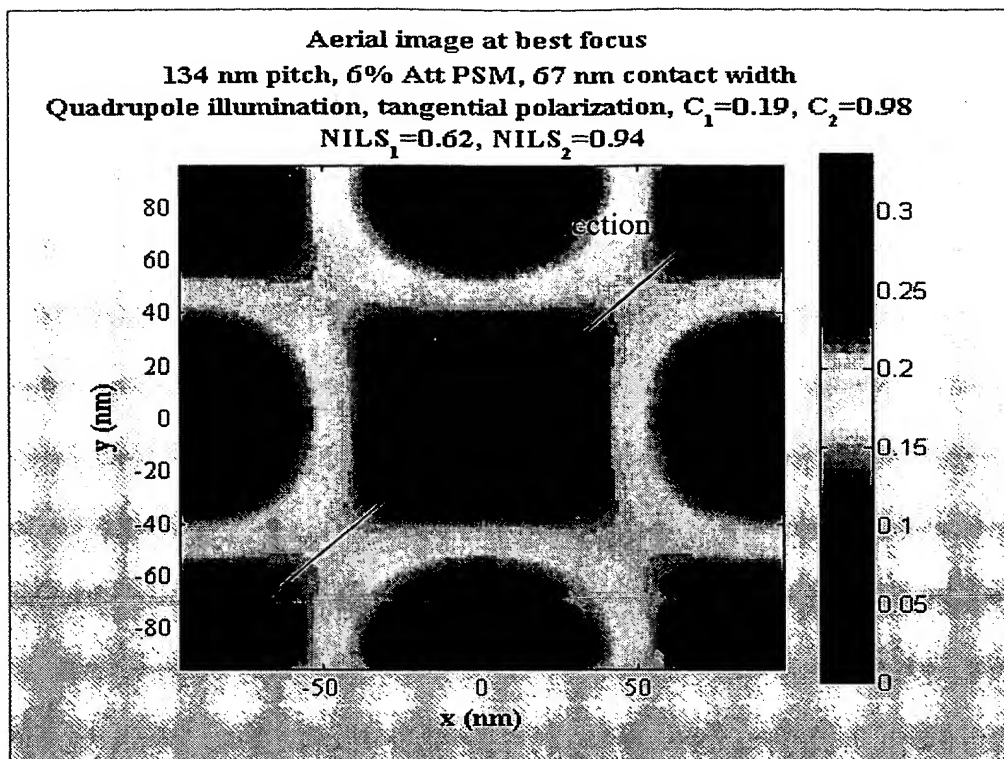 Aerial image at best focus
134 nm pitch, 6% Att PSM, 67 nm contact width
Quadrupole illumination, tangential polarization, C₁=0.19, C₂=0.98
NILS₁=0.62, NILS₂=0.94
ection
80
60
40
20
0
-20
-40
-60
-80
y (nm)
-50
0
50
x (nm)
0.3
0.25
0.2
0.15
0.1
0.05
0